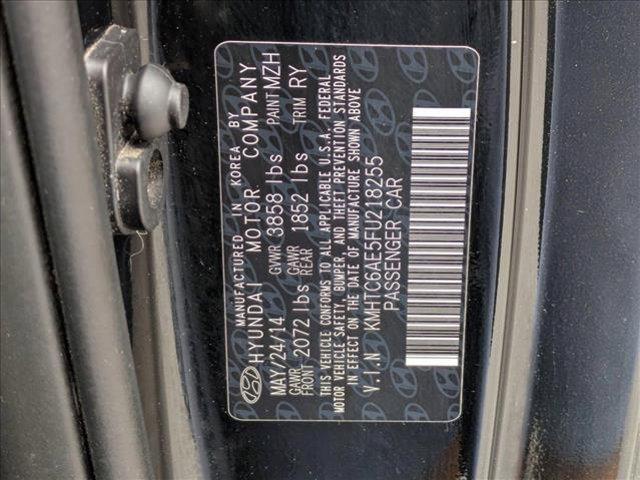 MANUFACTURED IN KOREA BY
HYUNDAI MOTOR COMPANY
MAY/24/14 GVWR 3858 lbs PAINT MZH
GAWR FRONT 2072 lbs GAWR REAR 1852 lbs TRIM RY
THIS VEHICLE CONFORMS TO ALL APPLICABLE U.S.A. FEDERAL
MOTOR VEHICLE SAFETY, BUMPER, AND THEFT PREVENTION STANDARDS
IN EFFECT ON THE DATE OF MANUFACTURE SHOWN ABOVE
V.I.N KMHTC6AE5FU218255
PASSENGER CAR